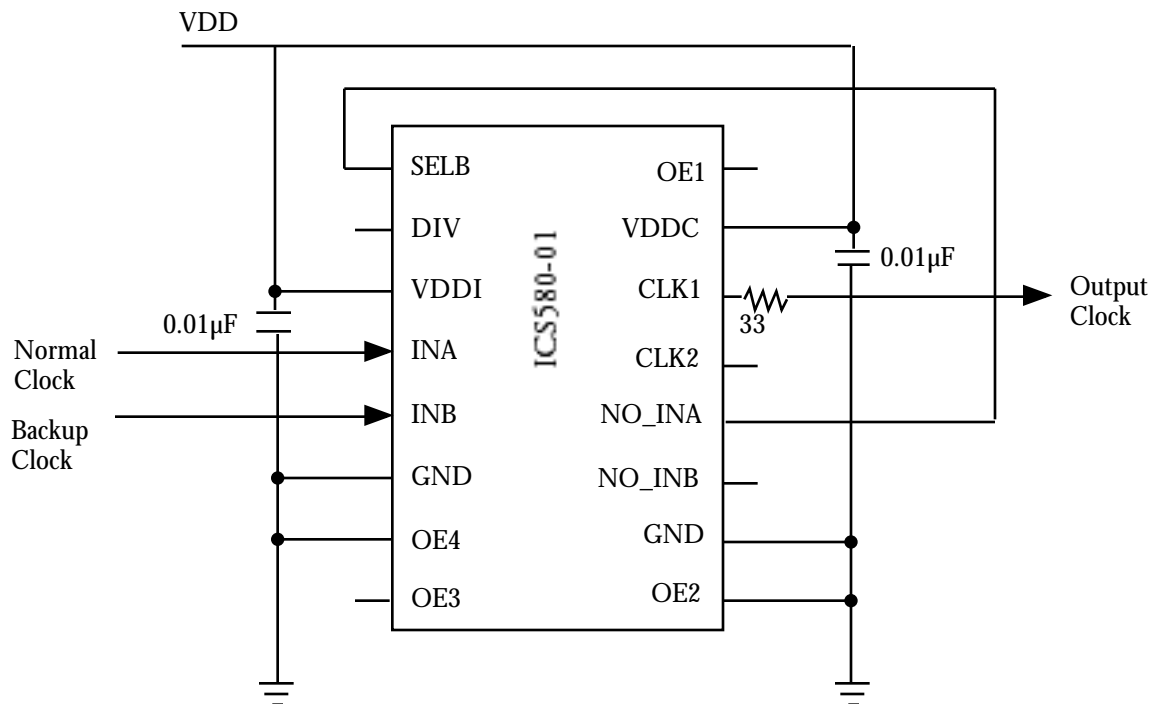 VDD
SELB
DIV
VDDI
INA
INB
GND
OE4
OE3
ICS580-01
OE1
VDDC
CLK1
CLK2
NO_INA
NO_INB
GND
OE2
0.01µF
Normal
Clock
Backup
Clock
0.01µF
33
Output
Clock